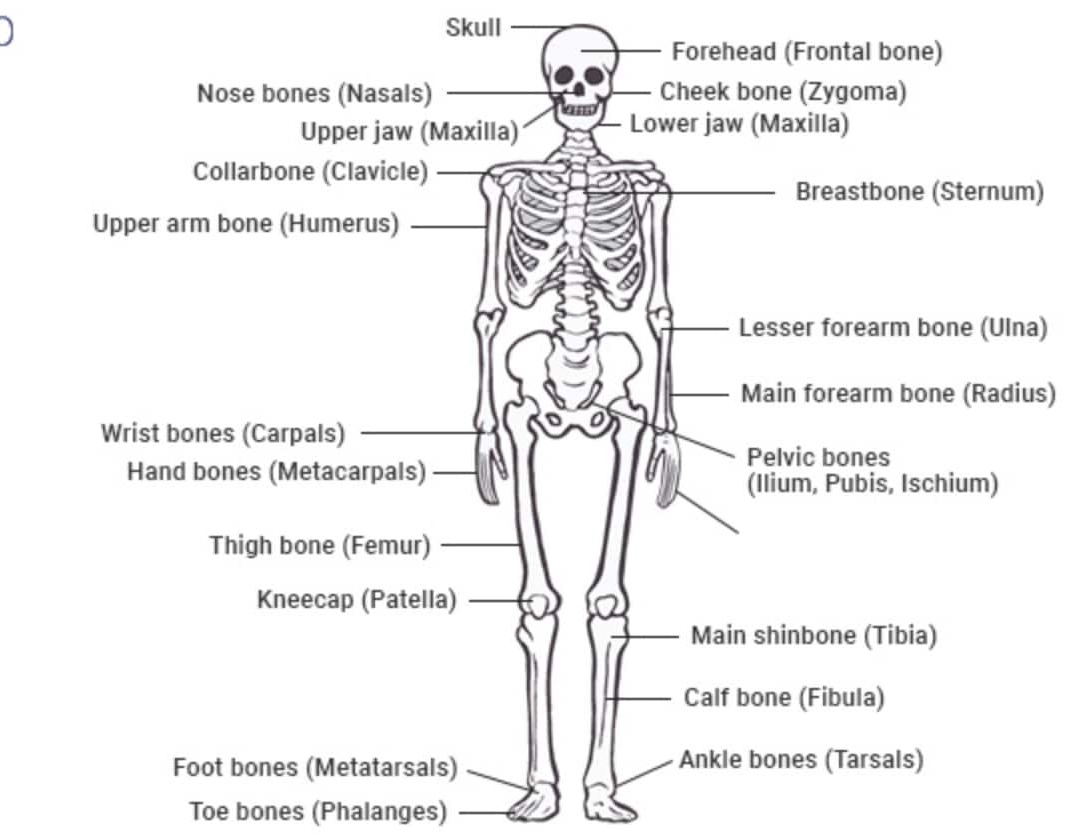 Skull
Forehead (Frontal bone)
Nose bones (Nasals)
Cheek bone (Zygoma)
Upper jaw (Maxilla)
Lower jaw (Maxilla)
Collarbone (Clavicle)
Breastbone (Sternum)
Upper arm bone (Humerus)
Lesser forearm bone (Ulna)
Main forearm bone (Radius)
Wrist bones (Carpals)
Pelvic bones
(Ilium, Pubis, Ischium)
Hand bones (Metacarpals)
Thigh bone (Femur)
Kneecap (Patella)
Main shinbone (Tibia)
Calf bone (Fibula)
Ankle bones (Tarsals)
Foot bones (Metatarsals)
Toe bones (Phalanges)